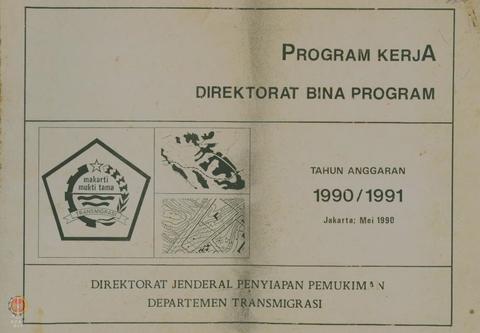 PROGRAM KERJA
DIREKTORAT BINA PROGRAM
makarti
mukti tama
TRANSMIGRASI
TAHUN ANGGARAN
1990/1991
Jakarta; Mei 1990
DIREKTORAT JENDERAL PENYIAPAN PEMUKIMAN
DEPARTEMEN TRANSMIGRASI